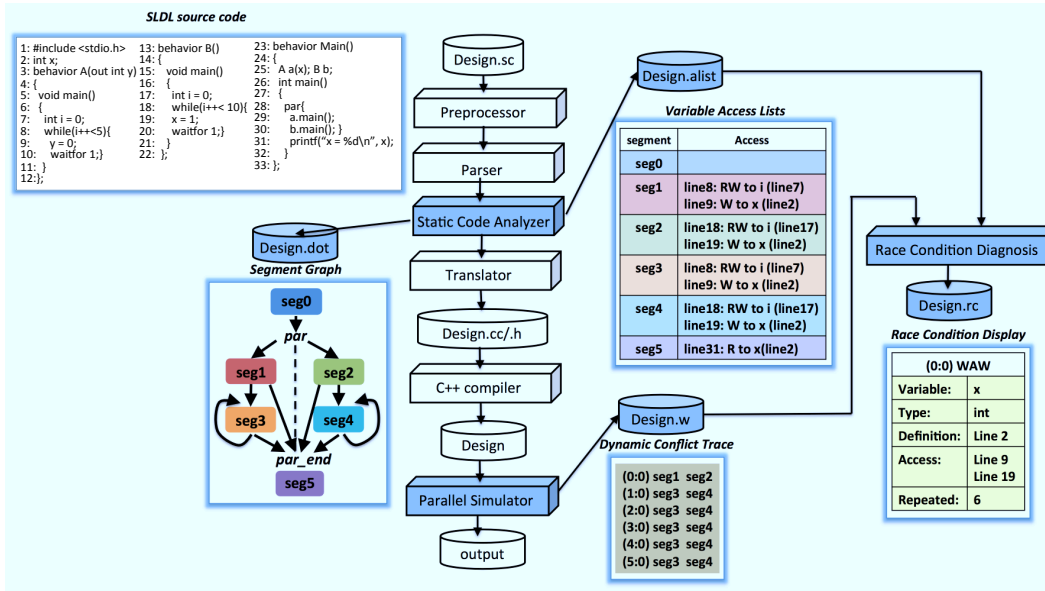 SLDL source code
1: #include <stdio.h>
2: int x;
3: behavior A(out int y)
4: {
5: void main()
6: {
7: int i = 0;
8: while(i++<5){
9: y = 0;
10: waitfor 1;}
11: }
12:};
13: behavior B()
14: {
15: void main()
16: {
17: int i = 0;
18: while(i++< 10){
19: x = 1;
20: waitfor 1;}
21: }
22: };
23: behavior Main()
24: {
25: A a(x); B b;
26: int main()
27: {
28: par{
29: a.main();
30: b.main(); }
31: printf("x = %d\n", x);
32: }
33: };
Design.sc
Preprocessor
Parser
Static Code Analyzer
Translator
Design.cc/.h
C++ compiler
Design
Parallel Simulator
output
Design.dot
Segment Graph
seg0
par
seg1
seg2
seg3
seg4
par_end
seg5
Design.alist
Variable Access Lists
segment Access
seg0
seg1 line8: RW to i (line7)
line9: W to x (line2)
seg2 line18: RW to i (line17)
line19: W to x (line2)
seg3 line8: RW to i (line7)
line9: W to x (line2)
seg4 line18: RW to i (line17)
line19: W to x (line2)
seg5 line31: R to x(line2)
Design.w
Dynamic Conflict Trace
(0:0) seg1 seg2
(1:0) seg3 seg4
(2:0) seg3 seg4
(3:0) seg3 seg4
(4:0) seg3 seg4
(5:0) seg3 seg4
Race Condition Diagnosis
Design.rc
Race Condition Display
(0:0) WAW
Variable: x
Type: int
Definition: Line 2
Access: Line 9
Line 19
Repeated: 6